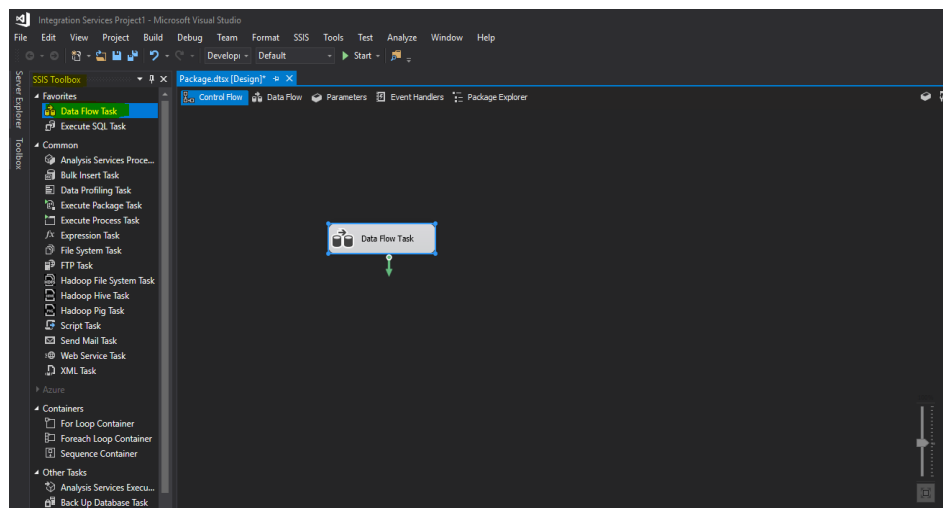 Integration Services Project1 - Microsoft Visual Studio
File Edit View Project Build Debug Team Format SSIS Tools Test Analyze Window Help
Developi Default Start
Server Explorer
Toolbox
SSIS Toolbox
Package.dtsx [Design]*
Control Flow Data Flow Parameters Event Handlers Package Explorer
Favorites
Data Flow Task
Execute SQL Task
Common
Analysis Services Proce...
Bulk Insert Task
Data Profiling Task
Execute Package Task
Execute Process Task
Expression Task
File System Task
FTP Task
Hadoop File System Task
Hadoop Hive Task
Hadoop Pig Task
Script Task
Send Mail Task
Web Service Task
XML Task
Azure
Containers
For Loop Container
Foreach Loop Container
Sequence Container
Other Tasks
Analysis Services Execu...
Back Up Database Task
Data Flow Task